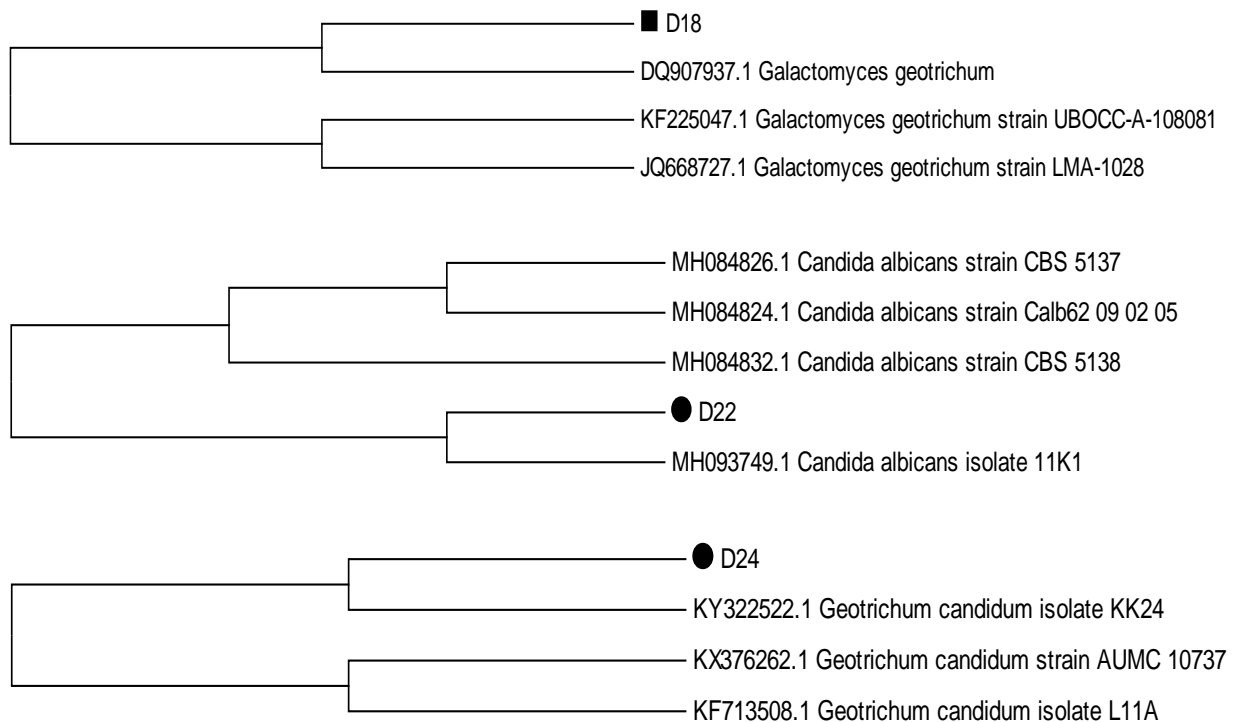 D18
DQ907937.1 Galactomyces geotrichum
KF225047.1 Galactomyces geotrichum strain UBOCC-A-108081
JQ668727.1 Galactomyces geotrichum strain LMA-1028
MH084826.1 Candida albicans strain CBS 5137
MH084824.1 Candida albicans strain Calb62 09 02 05
MH084832.1 Candida albicans strain CBS 5138
D22
MH093749.1 Candida albicans isolate 11K1
D24
KY322522.1 Geotrichum candidum isolate KK24
KX376262.1 Geotrichum candidum strain AUMC 10737
KF713508.1 Geotrichum candidum isolate L11A